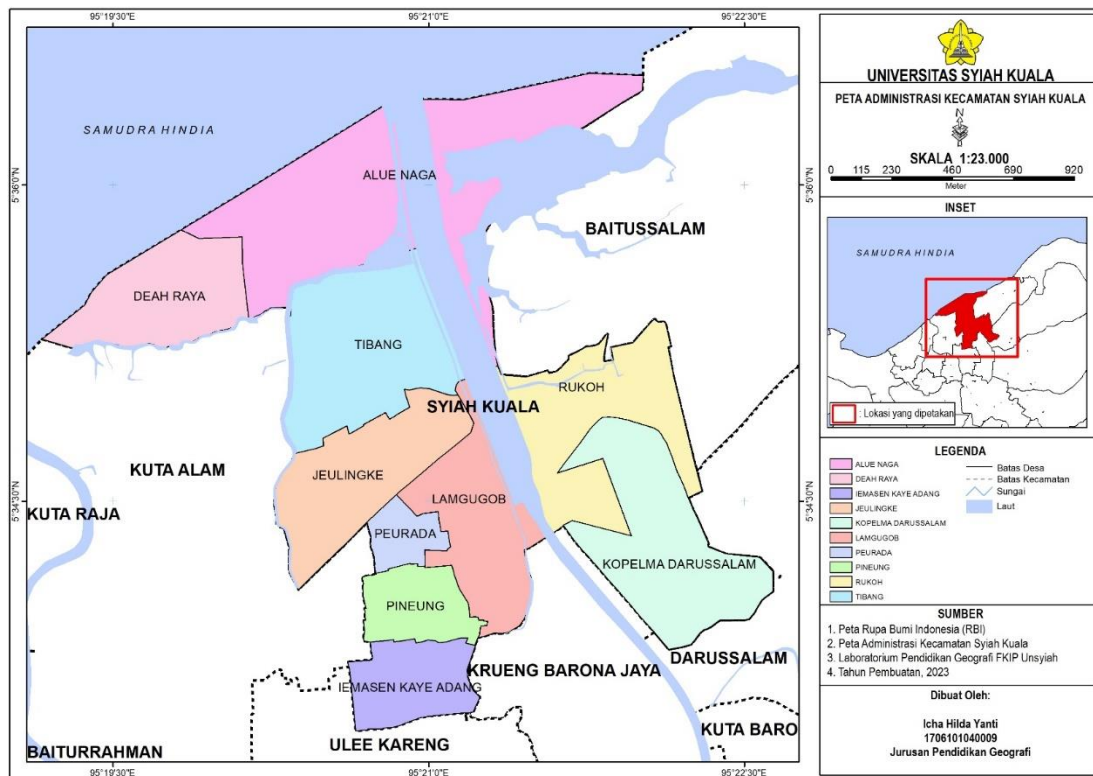 95°19'30"E 95°21'0"E 95°22'30"E
5°36'0"N
5°34'30"N
SAMUDRA HINDIA
ALUE NAGA
BAITUSSALAM
DEAH RAYA
TIBANG
RUKOH
SYIAH KUALA
KUTA ALAM
JEULINGKE
LAMGUGOB
KUTA RAJA
PEURADA
KOPELMA DARUSSALAM
PINEUNG
KRUENG BARONA JAYA
DARUSSALAM
IEMASEN KAYE ADANG
KUTA BARO
ULEE KARENG
BAITURRAHMAN
95°19'30"E 95°21'0"E 95°22'30"E
5°36'0"N
5°34'30"N
UNIVERSITAS SYIAH KUALA
PETA ADMINISTRASI KECAMATAN SYIAH KUALA
N
SKALA 1:23.000
0 115 230 460 690 920
Meter
INSET
SAMUDRA HINDIA
: Lokasi yang dipetakan
LEGENDA
ALUE NAGA
DEAH RAYA
IEMASEN KAYE ADANG
JEULINGKE
KOPELMA DARUSSALAM
LAMGUGOB
PEURADA
PINEUNG
RUKOH
TIBANG
Batas Desa
Batas Kecamatan
Sungai
Laut
SUMBER
1. Peta Rupa Bumi Indonesia (RBI)
2. Peta Administrasi Kecamatan Syiah Kuala
3. Laboratorium Pendidikan Geografi FKIP Unsyiah
4. Tahun Pembuatan, 2023
Dibuat Oleh:
Icha Hilda Yanti
1706101040009
Jurusan Pendidikan Geografi